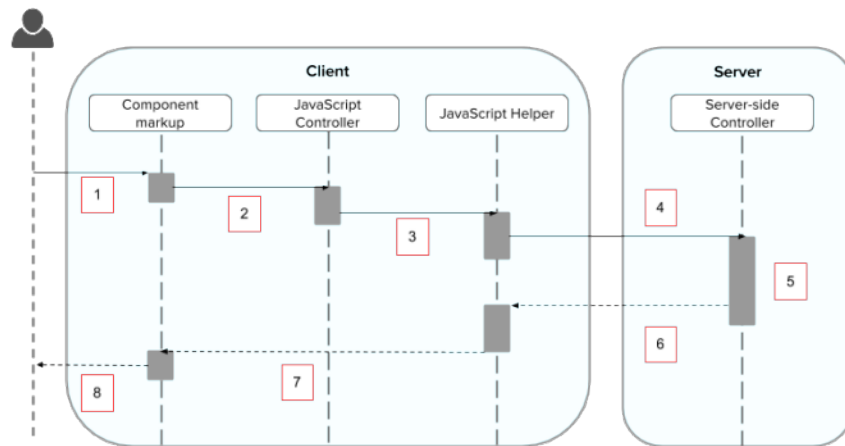 Client
Server
Component
markup
JavaScript
Controller
JavaScript Helper
Server-side
Controller
1
2
3
4
5
6
7
8